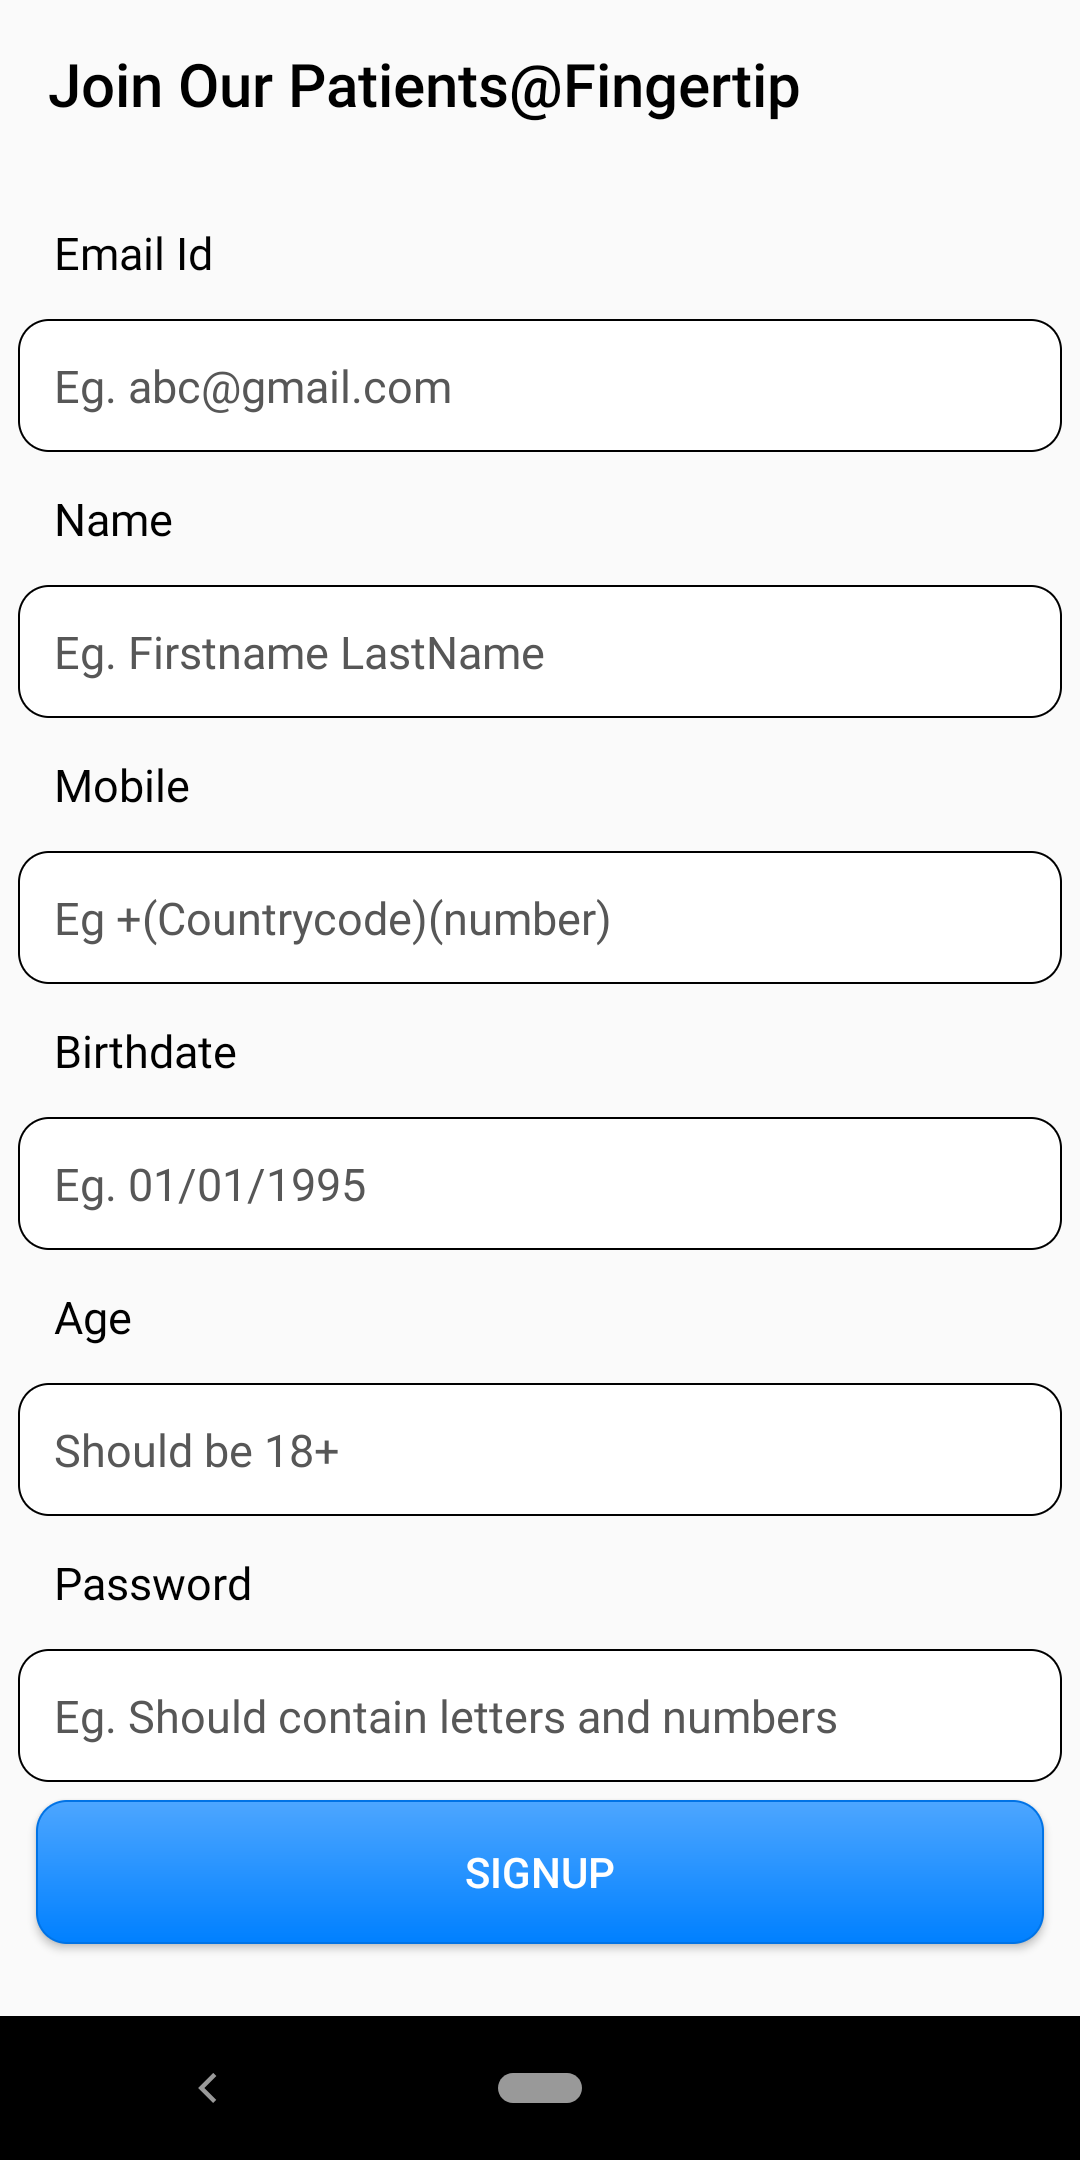 Join Our Patients@Fingertip
Email Id
Eg. abc@gmail.com
Name
Eg. Firstname LastName
Mobile
Eg +(Countrycode)(number)
Birthdate
Eg. 01/01/1995
Age
Should be 18+
Password
Eg. Should contain letters and numbers
SIGNUP